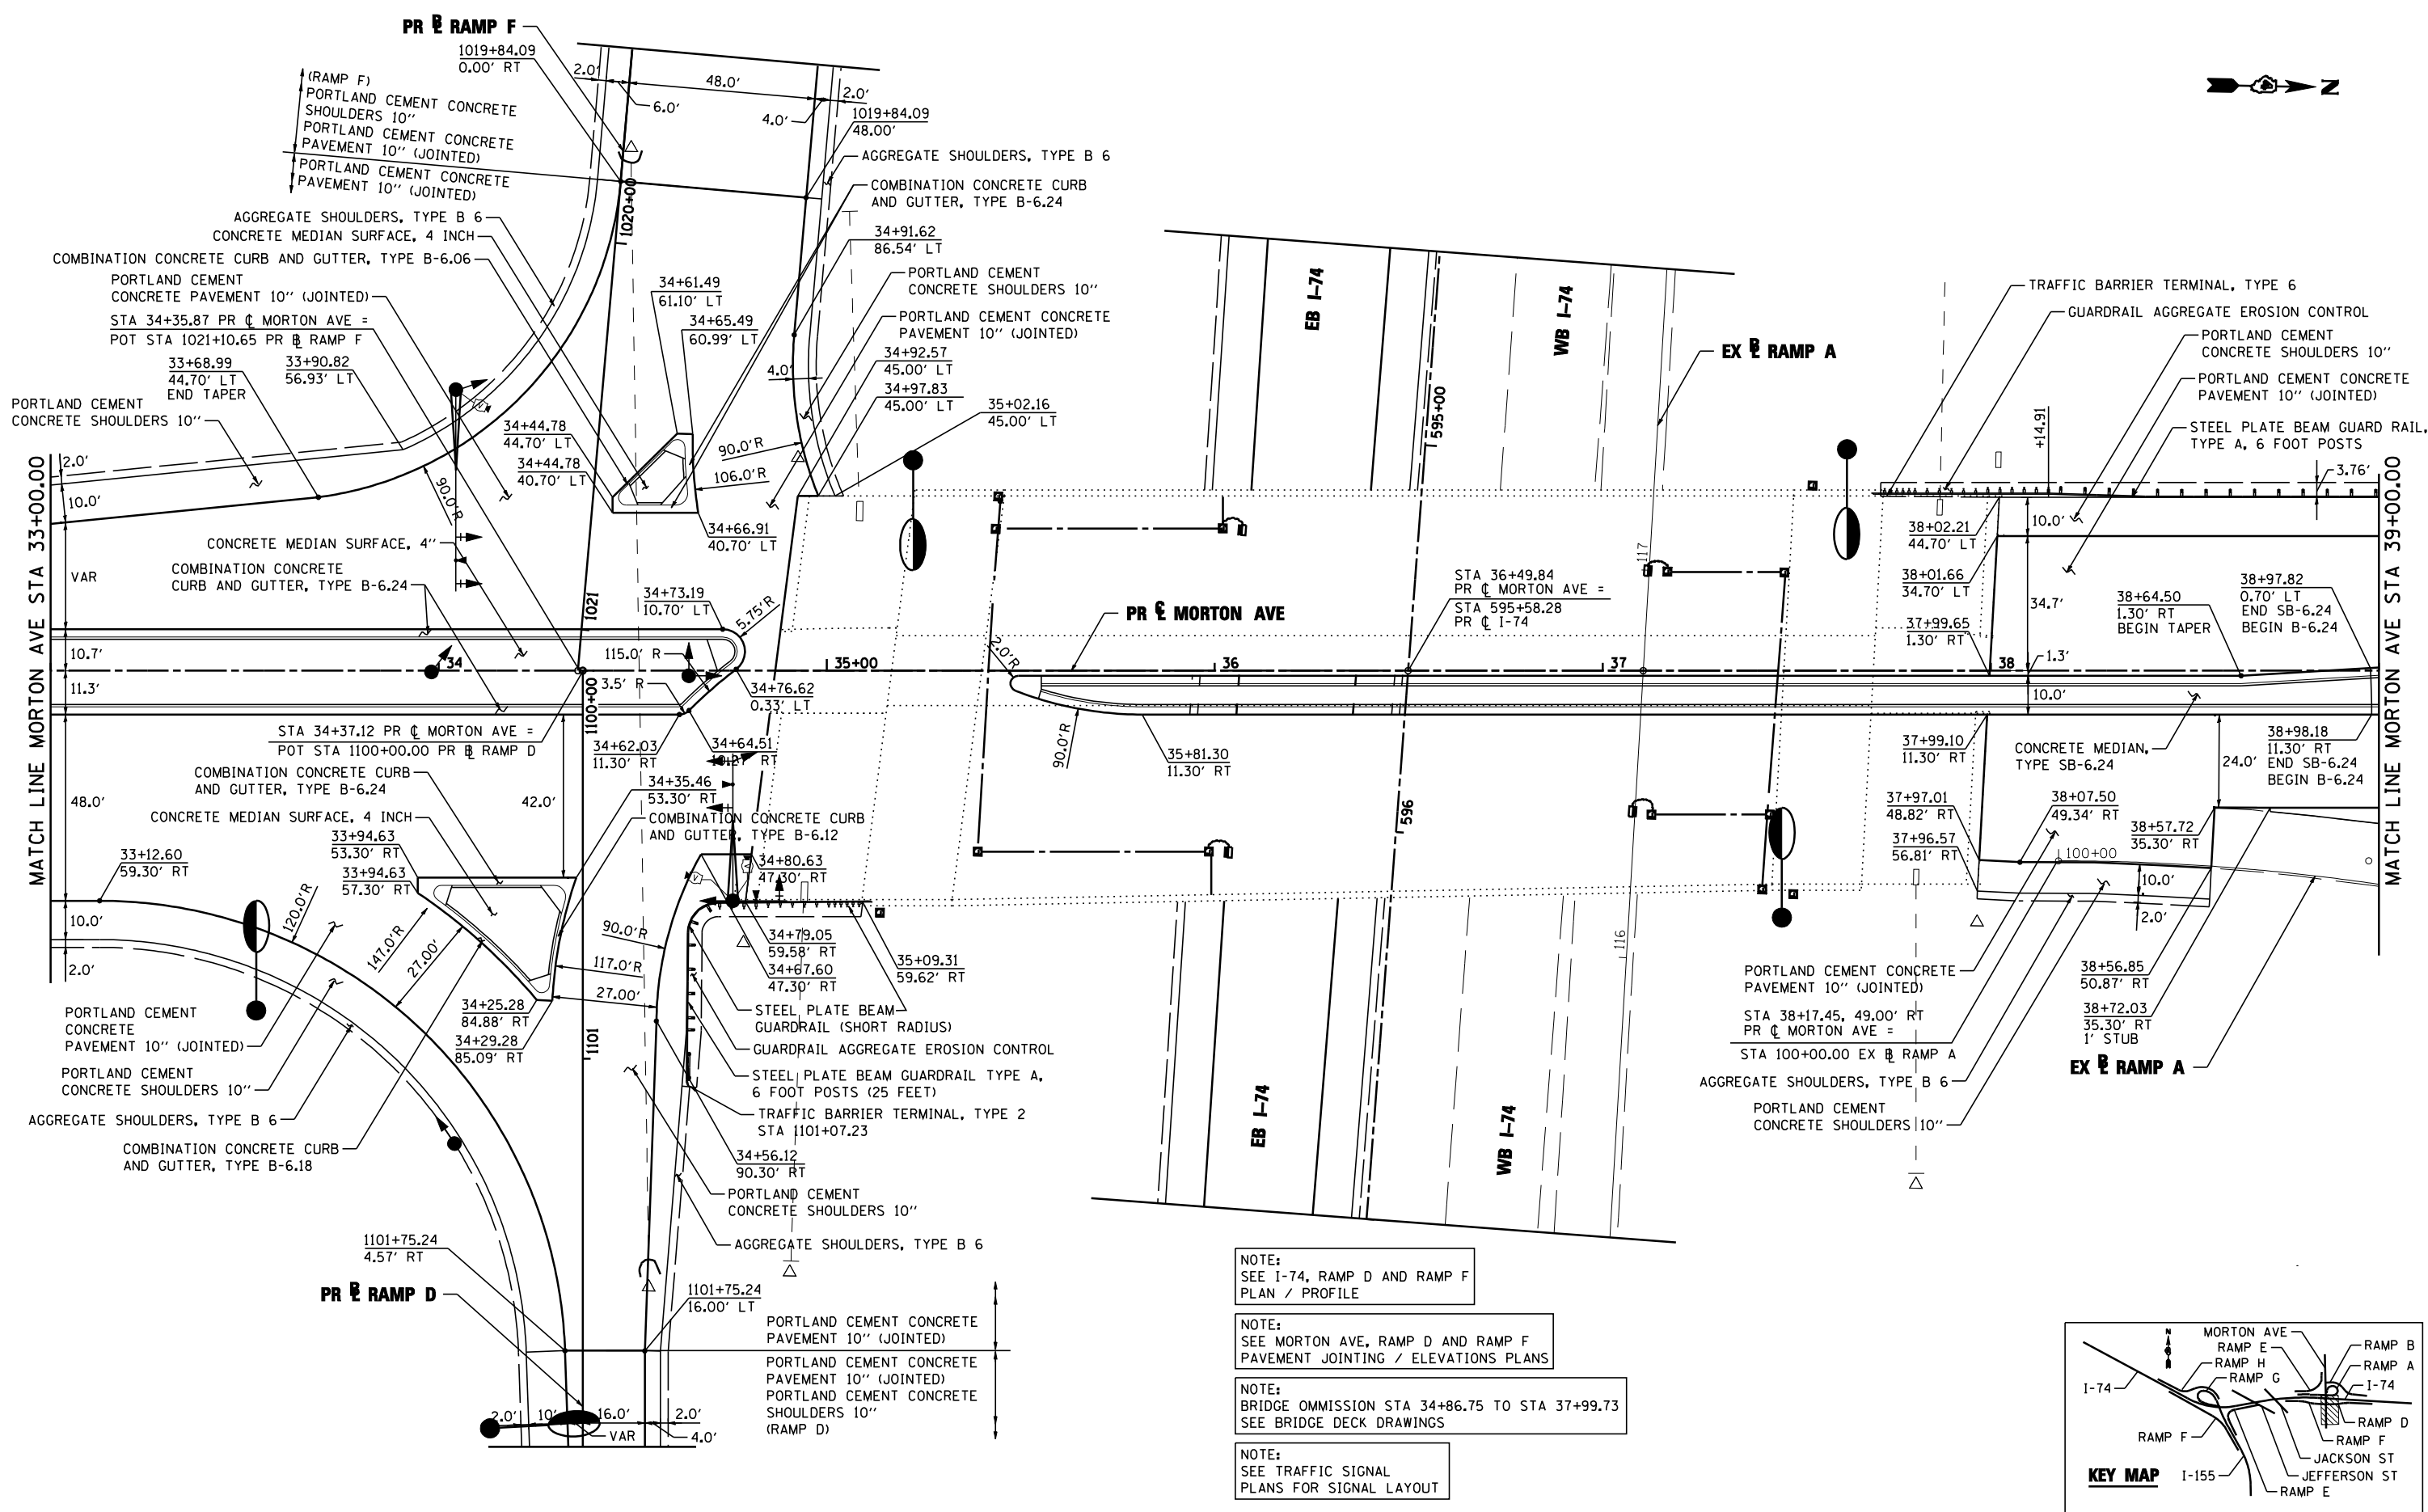 PR BL RAMP F
1019+84.09
0.00' RT
(RAMP F)
PORTLAND CEMENT CONCRETE
SHOULDERS 10"
PORTLAND CEMENT CONCRETE
PAVEMENT 10" (JOINTED)
PORTLAND CEMENT CONCRETE
PAVEMENT 10" (JOINTED)
2.0'
48.0'
6.0'
2.0'
4.0'
1019+84.09
48.00'
1020+00
AGGREGATE SHOULDERS, TYPE B 6
COMBINATION CONCRETE CURB
AND GUTTER, TYPE B-6.24
AGGREGATE SHOULDERS, TYPE B 6
CONCRETE MEDIAN SURFACE, 4 INCH
COMBINATION CONCRETE CURB AND GUTTER, TYPE B-6.06
PORTLAND CEMENT
CONCRETE PAVEMENT 10" (JOINTED)
STA 34+35.87 PR CL MORTON AVE =
POT STA 1021+10.65 PR BL RAMP F
33+68.99
44.70' LT
END TAPER
33+90.82
56.93' LT
PORTLAND CEMENT
CONCRETE SHOULDERS 10"
34+91.62
86.54' LT
PORTLAND CEMENT
CONCRETE SHOULDERS 10"
34+61.49
61.10' LT
34+65.49
60.99' LT
PORTLAND CEMENT CONCRETE
PAVEMENT 10" (JOINTED)
34+92.57
45.00' LT
34+97.83
45.00' LT
35+02.16
45.00' LT
4.0'
90.0'R
106.0'R
34+44.78
44.70' LT
34+44.78
40.70' LT
34+66.91
40.70' LT
90.0'R
MATCH LINE MORTON AVE STA 33+00.00
2.0'
10.0'
VAR
10.7'
11.3'
48.0'
10.0'
2.0'
CONCRETE MEDIAN SURFACE, 4"
COMBINATION CONCRETE
CURB AND GUTTER, TYPE B-6.24
1021
34+73.19
10.70' LT
5.75'R
115.0' R
3.5' R
34
35+00
36
37
38
1100+00
34+76.62
0.33' LT
STA 34+37.12 PR CL MORTON AVE =
POT STA 1100+00.00 PR BL RAMP D
34+62.03
11.30' RT
34+64.51
34+35.46
53.30' RT
42.0'
COMBINATION CONCRETE CURB
AND GUTTER, TYPE B-6.24
CONCRETE MEDIAN SURFACE, 4 INCH
COMBINATION CONCRETE CURB
AND GUTTER, TYPE B-6.12
33+12.60
59.30' RT
33+94.63
53.30' RT
33+94.63
57.30' RT
34+80.63
47.30' RT
120.0'R
147.0'R
27.00'
90.0'R
117.0'R
27.00'
34+79.05
59.58' RT
34+67.60
47.30' RT
35+09.31
59.62' RT
34+25.28
84.88' RT
34+29.28
85.09' RT
1101
PORTLAND CEMENT
CONCRETE
PAVEMENT 10" (JOINTED)
PORTLAND CEMENT
CONCRETE SHOULDERS 10"
AGGREGATE SHOULDERS, TYPE B 6
COMBINATION CONCRETE CURB
AND GUTTER, TYPE B-6.18
STEEL PLATE BEAM
GUARDRAIL (SHORT RADIUS)
GUARDRAIL AGGREGATE EROSION CONTROL
STEEL PLATE BEAM GUARDRAIL TYPE A,
6 FOOT POSTS (25 FEET)
TRAFFIC BARRIER TERMINAL, TYPE 2
STA 1101+07.23
34+56.12
90.30' RT
PORTLAND CEMENT
CONCRETE SHOULDERS 10"
AGGREGATE SHOULDERS, TYPE B 6
1101+75.24
4.57' RT
PR BL RAMP D
1101+75.24
16.00' LT
PORTLAND CEMENT CONCRETE
PAVEMENT 10" (JOINTED)
PORTLAND CEMENT CONCRETE
PAVEMENT 10" (JOINTED)
PORTLAND CEMENT CONCRETE
SHOULDERS 10"
(RAMP D)
2.0'
10'
16.0'
2.0'
VAR
4.0'
EB I-74
WB I-74
EX BL RAMP A
595+00
117
STA 36+49.84
PR CL MORTON AVE =
STA 595+58.28
PR CL I-74
PR CL MORTON AVE
2.0'R
90.0'R
35+81.30
11.30' RT
596
116
EB I-74
WB I-74
N
TRAFFIC BARRIER TERMINAL, TYPE 6
GUARDRAIL AGGREGATE EROSION CONTROL
PORTLAND CEMENT
CONCRETE SHOULDERS 10"
PORTLAND CEMENT CONCRETE
PAVEMENT 10" (JOINTED)
STEEL PLATE BEAM GUARD RAIL,
TYPE A, 6 FOOT POSTS
+14.91
3.76'
38+02.21
44.70' LT
10.0'
38+01.66
34.70' LT
34.7'
37+99.65
1.30' RT
38+64.50
1.30' RT
BEGIN TAPER
38+97.82
0.70' LT
END SB-6.24
BEGIN B-6.24
1.3'
10.0'
37+99.10
11.30' RT
CONCRETE MEDIAN,
TYPE SB-6.24
24.0'
38+98.18
11.30' RT
END SB-6.24
BEGIN B-6.24
MATCH LINE MORTON AVE STA 39+00.00
37+97.01
48.82' RT
38+07.50
49.34' RT
38+57.72
35.30' RT
37+96.57
56.81' RT
100+00
10.0'
2.0'
PORTLAND CEMENT CONCRETE
PAVEMENT 10" (JOINTED)
STA 38+17.45, 49.00' RT
PR CL MORTON AVE =
STA 100+00.00 EX BL RAMP A
AGGREGATE SHOULDERS, TYPE B 6
PORTLAND CEMENT
CONCRETE SHOULDERS 10"
38+56.85
50.87' RT
38+72.03
35.30' RT
1' STUB
EX BL RAMP A
NOTE:
SEE I-74, RAMP D AND RAMP F
PLAN / PROFILE
NOTE:
SEE MORTON AVE, RAMP D AND RAMP F
PAVEMENT JOINTING / ELEVATIONS PLANS
NOTE:
BRIDGE OMMISSION STA 34+86.75 TO STA 37+99.73
SEE BRIDGE DECK DRAWINGS
NOTE:
SEE TRAFFIC SIGNAL
PLANS FOR SIGNAL LAYOUT
N
MORTON AVE
RAMP E
RAMP H
RAMP G
I-74
RAMP B
RAMP A
I-74
RAMP D
RAMP F
RAMP F
JACKSON ST
JEFFERSON ST
I-155
RAMP E
KEY MAP